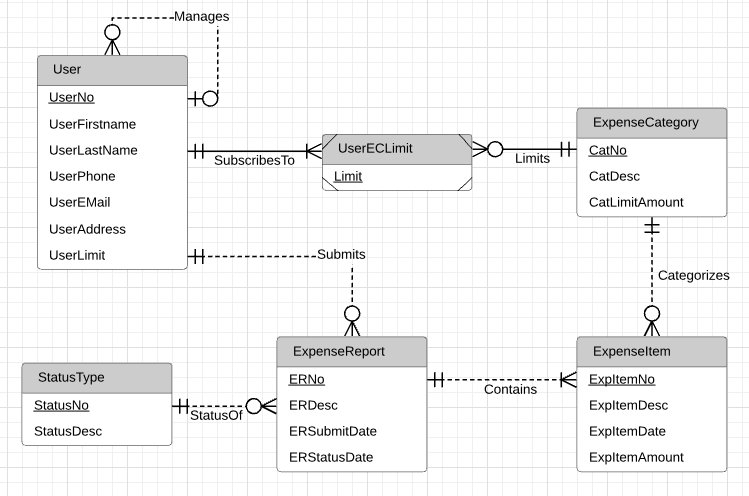 Manages
User
UserNo
UserFirstname
UserLastName
UserPhone
UserEMail
UserAddress
UserLimit
SubscribesTo
UserECLimit
Limit
Limits
ExpenseCategory
CatNo
CatDesc
CatLimitAmount
Submits
Categorizes
StatusType
StatusNo
StatusDesc
StatusOf
ExpenseReport
ERNo
ERDesc
ERSubmitDate
ERStatusDate
Contains
ExpenseItem
ExpItemNo
ExpItemDesc
ExpItemDate
ExpItemAmount